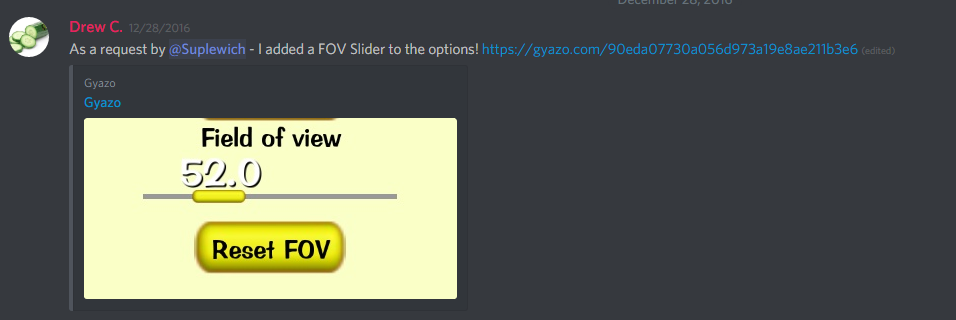 December 28, 2016
Drew C. 12/28/2016
As a request by @Suplewich - I added a FOV Slider to the options! https://gyazo.com/90eda07730a056d973a19e8ae211b3e6 (edited)
Gyazo
Gyazo
Field of view
52.0
Reset FOV